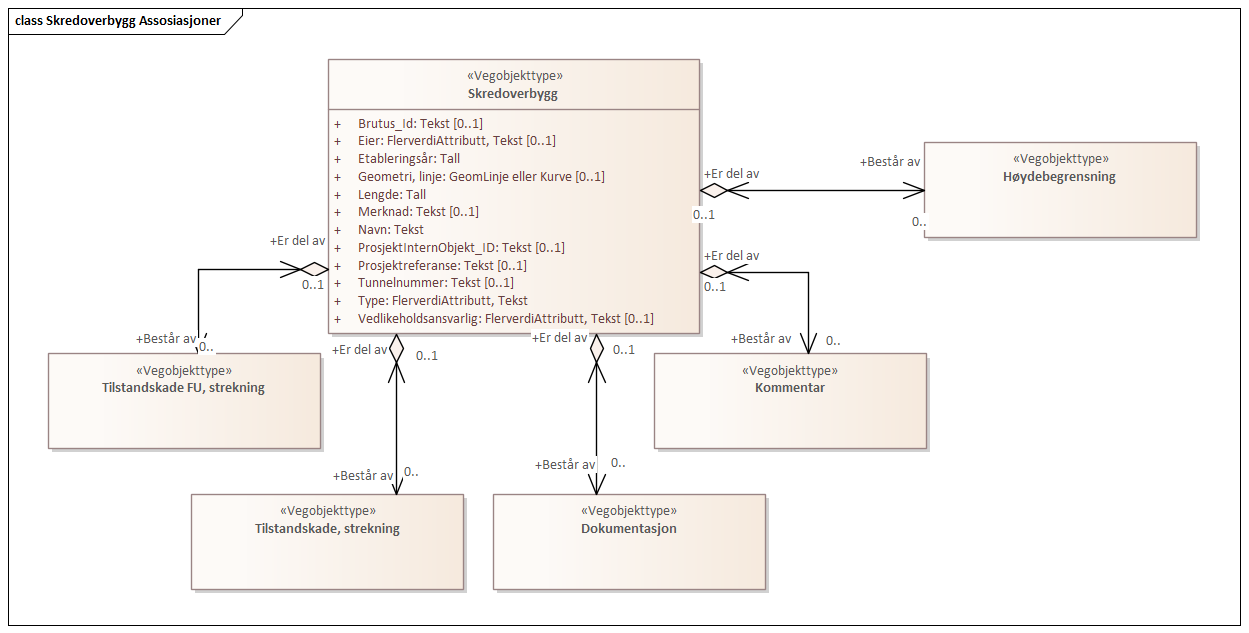 class Skredoverbygg Assosiasjoner
«Vegobjekttype»
Skredoverbygg
+ Brutus_Id: Tekst [0..1]
+ Eier: FlerverdiAttributt, Tekst [0..1]
+ Etableringsår: Tall
+ Geometri, linje: GeomLinje eller Kurve [0..1]
+ Lengde: Tall
+ Merknad: Tekst [0..1]
+ Navn: Tekst
+ ProsjektInternObjekt_ID: Tekst [0..1]
+ Prosjektreferanse: Tekst [0..1]
+ Tunnelnummer: Tekst [0..1]
+ Type: FlerverdiAttributt, Tekst
+ Vedlikeholdsansvarlig: FlerverdiAttributt, Tekst [0..1]
+Er del av
0..1
+Består av
0..
«Vegobjekttype»
Høydebegrensning
+Er del av
0..1
+Består av
0..
«Vegobjekttype»
Kommentar
+Er del av
0..1
+Består av
0..
«Vegobjekttype»
Tilstandskade FU, strekning
+Er del av
0..1
+Består av
0..
«Vegobjekttype»
Tilstandskade, strekning
+Er del av
0..1
+Består av
0..
«Vegobjekttype»
Dokumentasjon